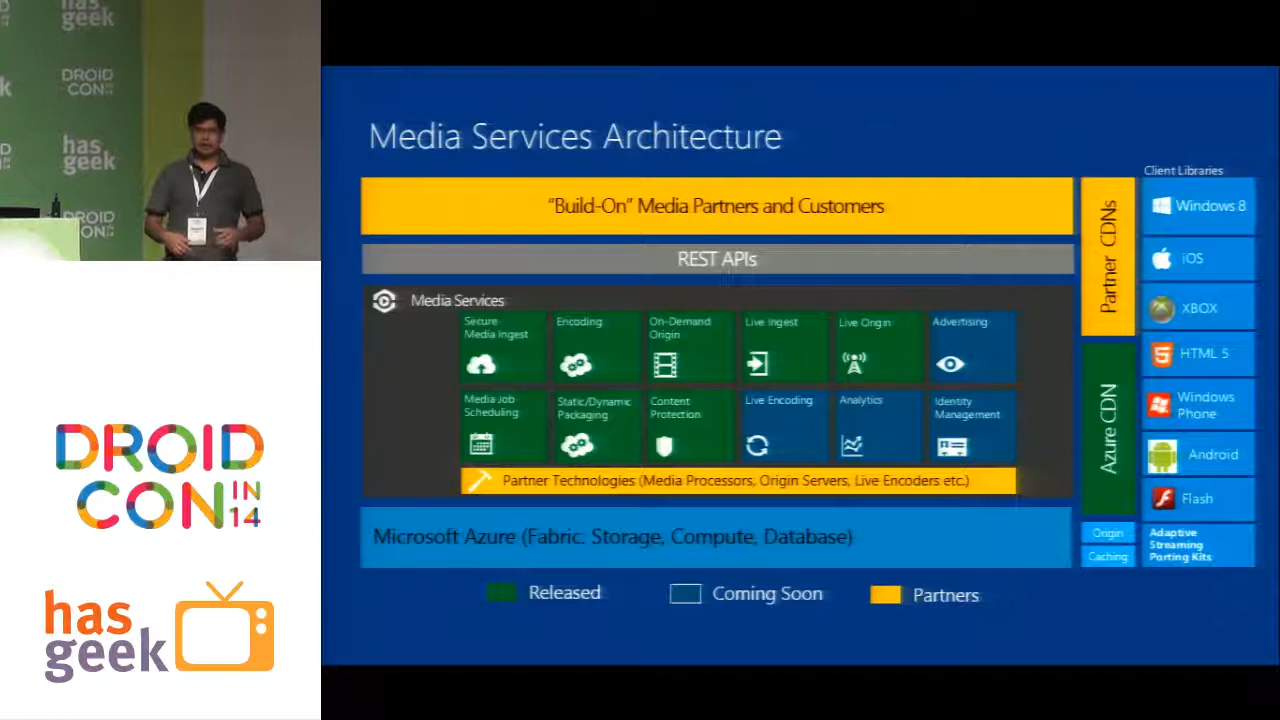 has
geek
DROID
CON IN
14
has
geek
DROID
CON IN
14
Media Services Architecture
Client Libraries
"Build-On" Media Partners and Customers
REST APIs
Media Services
Secure
Media Ingest
Encoding
On-Demand
Origin
Live Ingest
Live Origin
Advertising
Media Job
Scheduling
Static/Dynamic
Packaging
Content
Protection
Live Encoding
Analytics
Identity
Management
Partner Technologies (Media Processors, Origin Servers, Live Encoders etc.)
Microsoft Azure (Fabric: Storage, Compute, Database)
Partner CDNs
Azure CDN
Origin
Caching
Windows 8
iOS
XBOX
HTML 5
Windows
Phone
Android
Flash
Adaptive
Streaming
Porting Kits
Released
Coming Soon
Partners
DROID
CON IN
14
has
geek